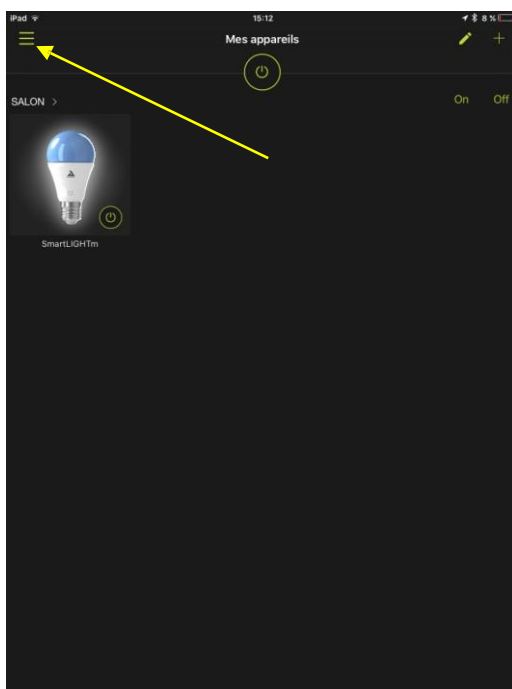 iPad 15:12 8 %
Mes appareils
SALON > On Off
SmartLIGHTm